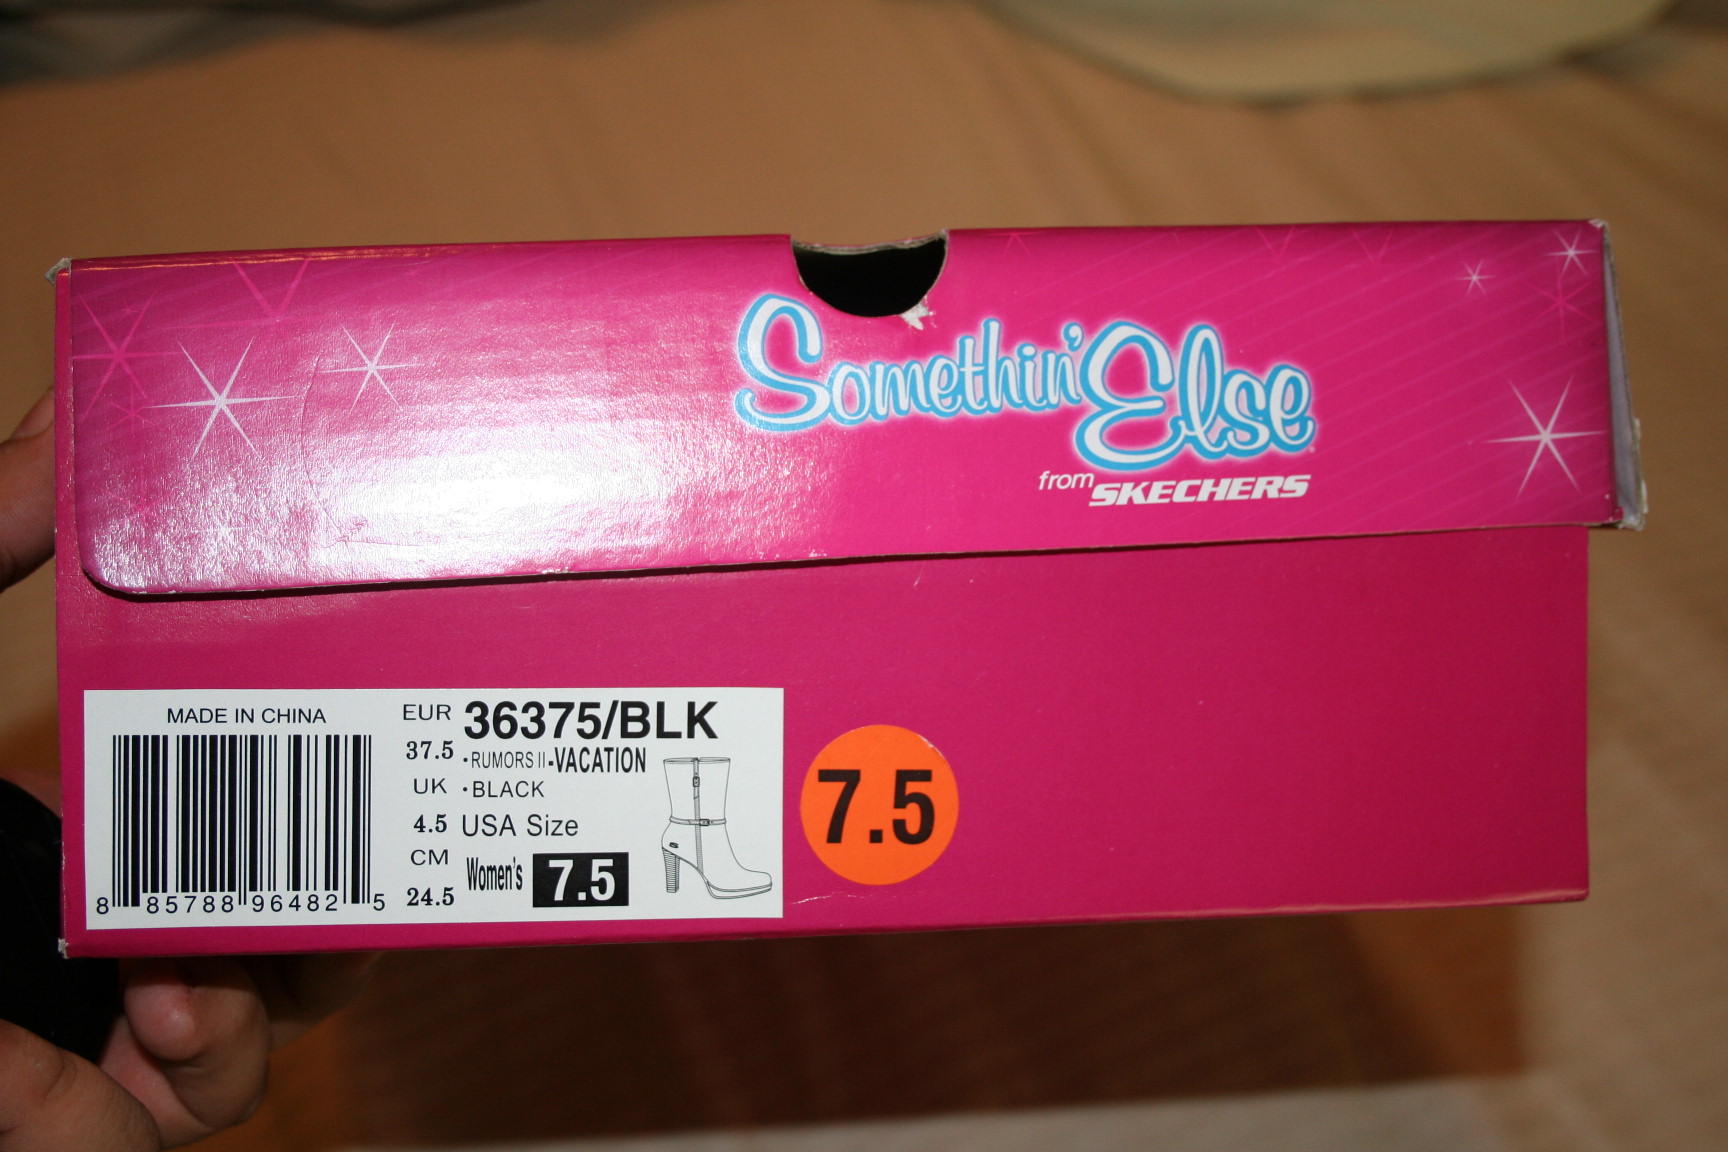 Somethin' Else
from SKECHERS
MADE IN CHINA
8 85788 96482 5
EUR
37.5
UK
4.5
CM
24.5
36375/BLK
•RUMORS II-VACATION
•BLACK
USA Size
Women's 7.5
7.5